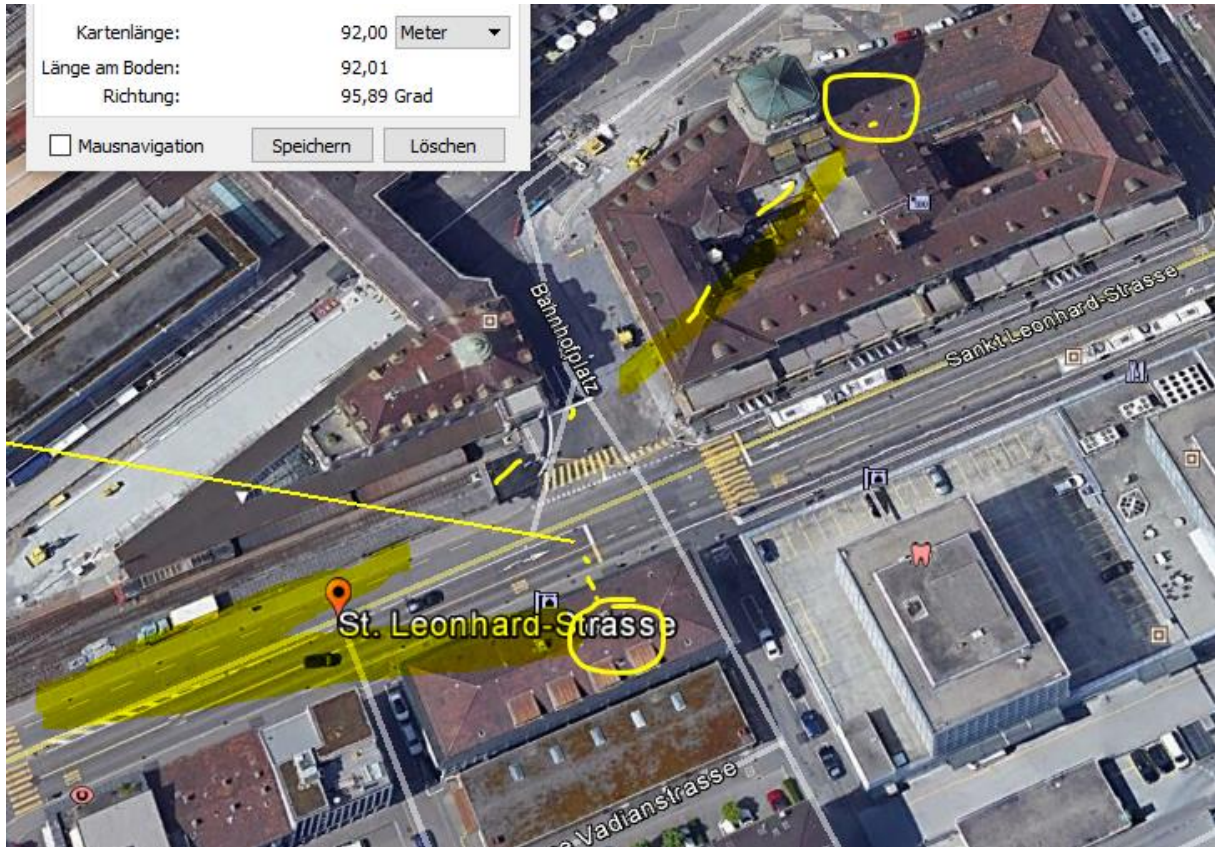 Kartenlänge: 92,00 Meter
Länge am Boden: 92,01
Richtung: 95,89 Grad
Mausnavigation Speichern Löschen
Bahnhofplatz
Sankt Leonhard-Strasse
St. Leonhard-Strasse
Vadianstrasse